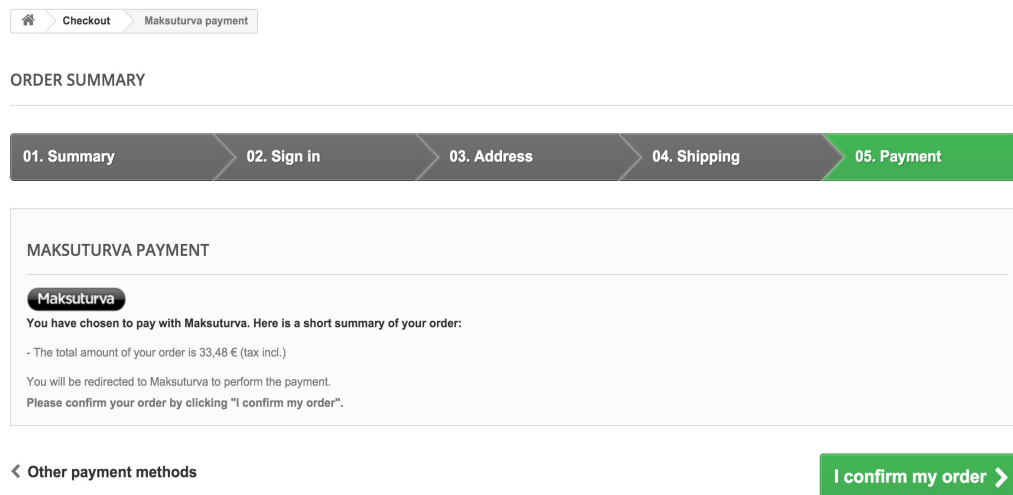 Checkout Maksuturva payment
ORDER SUMMARY
01. Summary 02. Sign in 03. Address 04. Shipping 05. Payment
MAKSUTURVA PAYMENT
Maksuturva
You have chosen to pay with Maksuturva. Here is a short summary of your order:
- The total amount of your order is 33,48 € (tax incl.)
You will be redirected to Maksuturva to perform the payment.
Please confirm your order by clicking "I confirm my order".
Other payment methods
I confirm my order